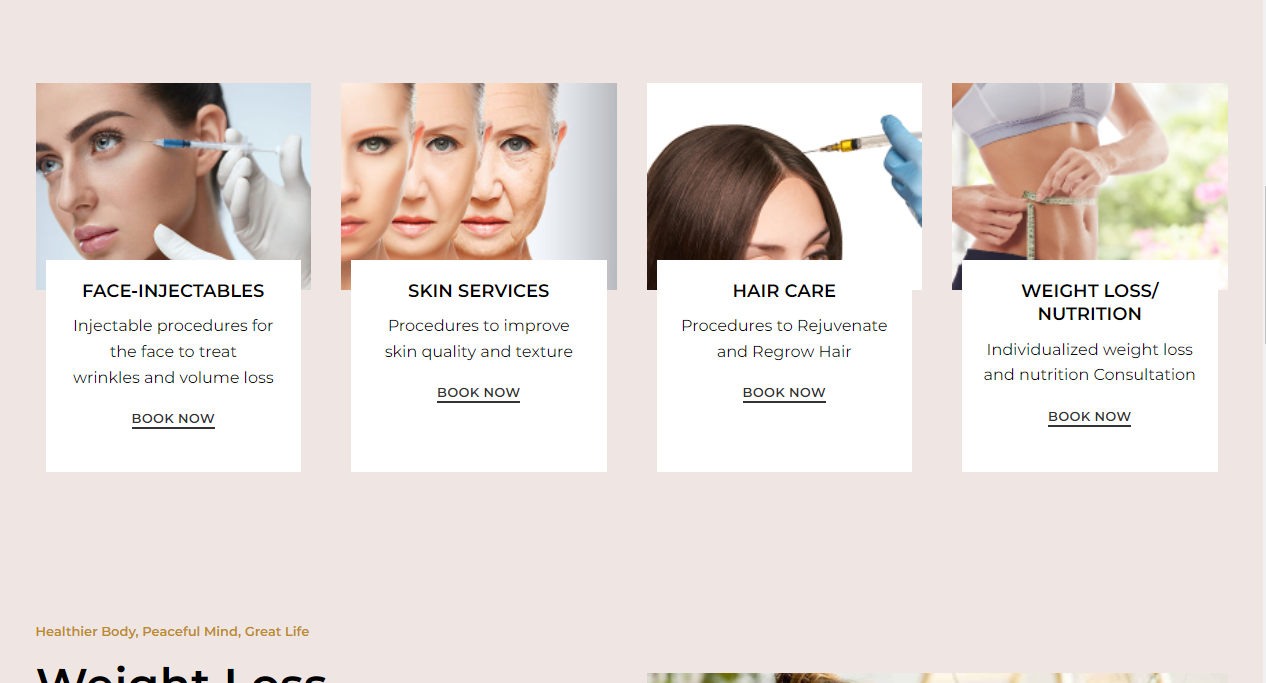 FACE-INJECTABLES
Injectable procedures for
the face to treat
wrinkles and volume loss
BOOK NOW
SKIN SERVICES
Procedures to improve
skin quality and texture
BOOK NOW
HAIR CARE
Procedures to Rejuvenate
and Regrow Hair
BOOK NOW
WEIGHT LOSS/
NUTRITION
Individualized weight loss
and nutrition Consultation
BOOK NOW
Healthier Body, Peaceful Mind, Great Life
Weight Loss